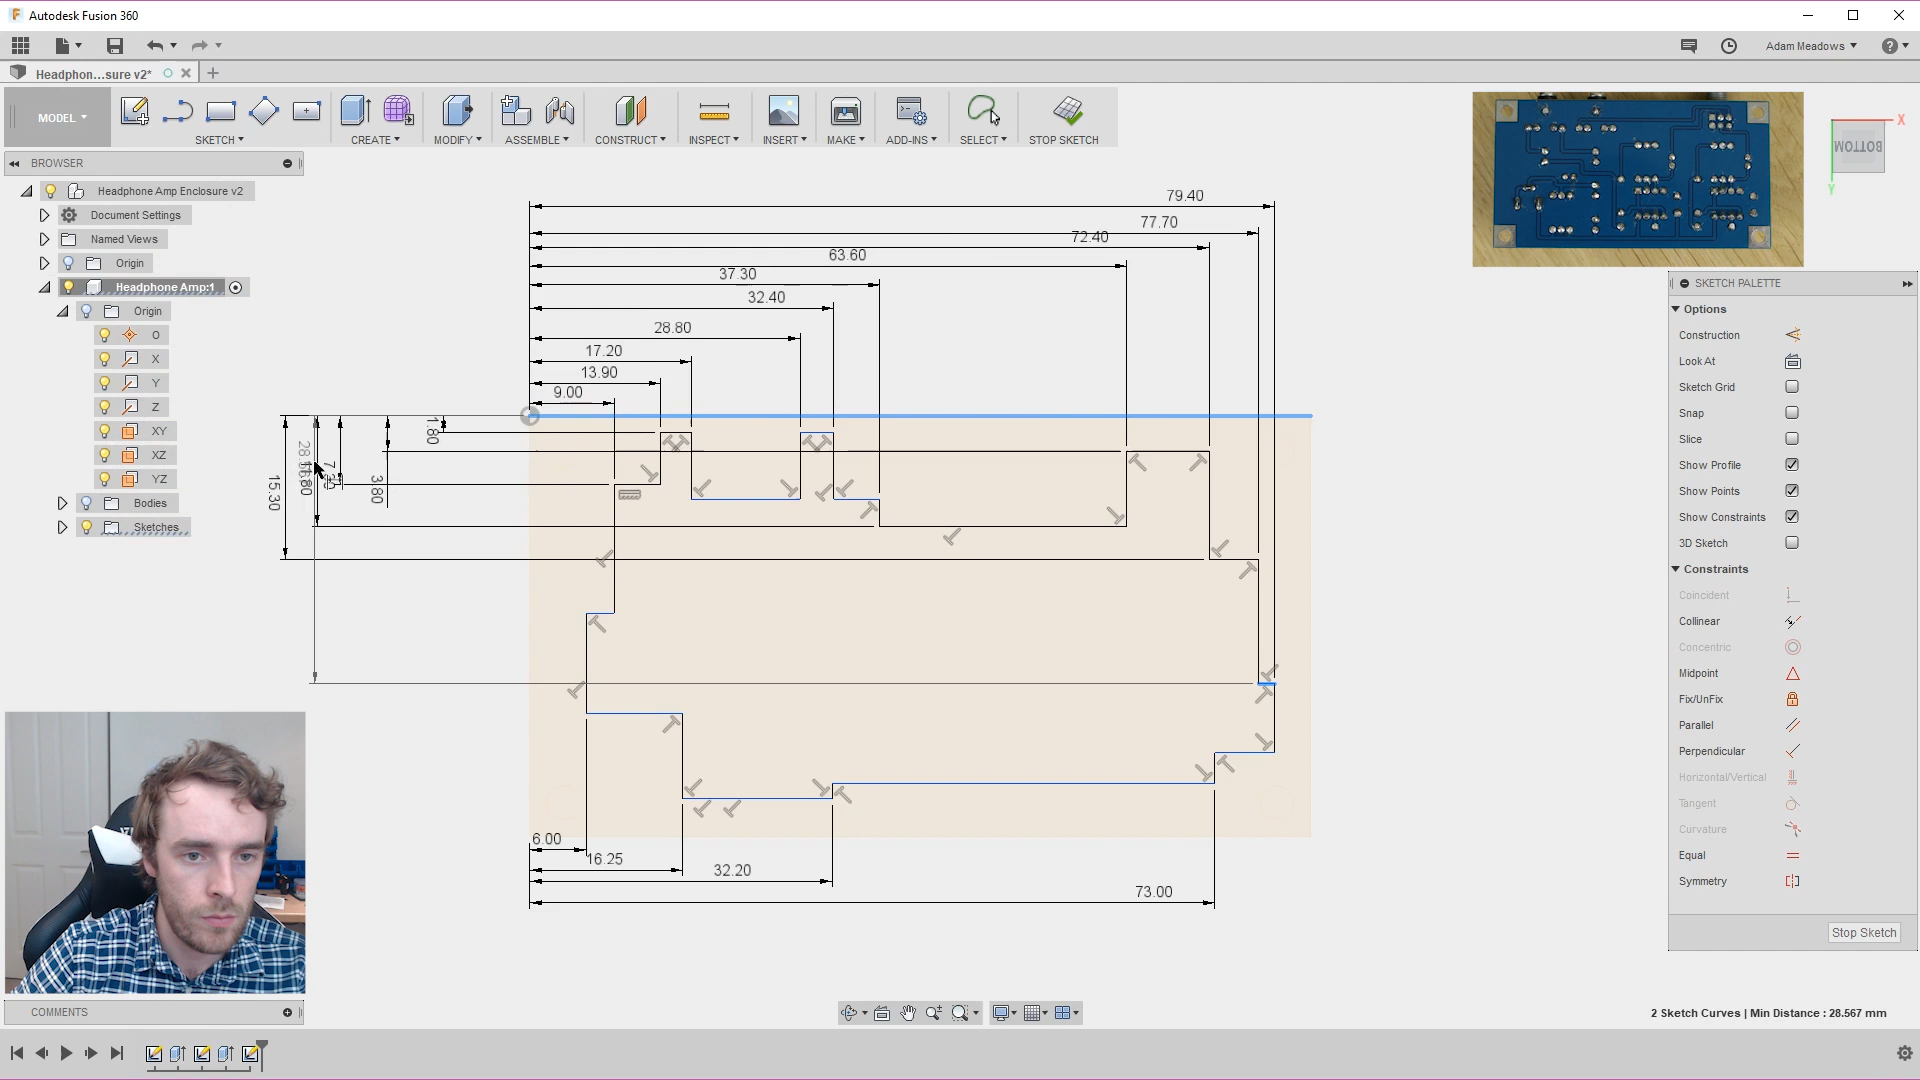 Autodesk Fusion 360
Adam Meadows
Headphon...sure v2*
MODEL
SKETCH
CREATE
MODIFY
ASSEMBLE
CONSTRUCT
INSPECT
INSERT
MAKE
ADD-INS
SELECT
STOP SKETCH
X
BOTTOM
Y
BROWSER
Headphone Amp Enclosure v2
Document Settings
Named Views
Origin
Headphone Amp:1
Origin
O
X
Y
Z
XY
XZ
YZ
Bodies
Sketches
79.40
77.70
72.40
63.60
37.30
32.40
28.80
17.20
13.90
9.00
1.80
3.80
15.30
6.00
16.25
32.20
73.00
SKETCH PALETTE
Options
Construction
Look At
Sketch Grid
Snap
Slice
Show Profile
Show Points
Show Constraints
3D Sketch
Constraints
Coincident
Collinear
Concentric
Midpoint
Fix/UnFix
Parallel
Perpendicular
Horizontal/Vertical
Tangent
Curvature
Equal
Symmetry
Stop Sketch
COMMENTS
2 Sketch Curves | Min Distance : 28.567 mm